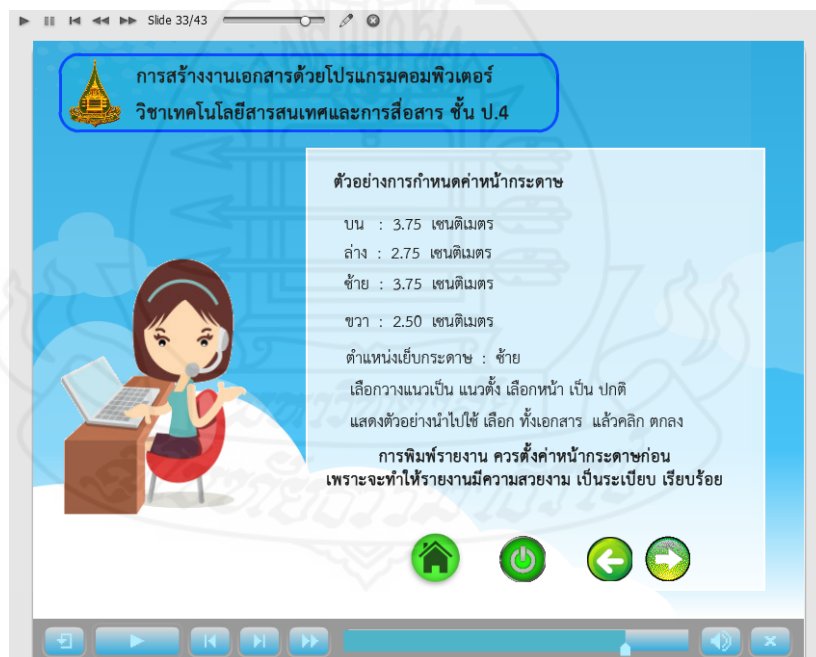 Slide 33/43
การสร้างงานเอกสารด้วยโปรแกรมคอมพิวเตอร์
วิชาเทคโนโลยีสารสนเทศและการสื่อสาร ชั้น ป.4
ตัวอย่างการกำหนดค่าหน้ากระดาษ
บน : 3.75 เซนติเมตร
ล่าง : 2.75 เซนติเมตร
ซ้าย : 3.75 เซนติเมตร
ขวา : 2.50 เซนติเมตร
ตำแหน่งเย็บกระดาษ : ซ้าย
เลือกวางแนวเป็น แนวตั้ง เลือกหน้า เป็น ปกติ
แสดงตัวอย่างนำไปใช้ เลือก ทั้งเอกสาร แล้วคลิก ตกลง
การพิมพ์รายงาน ควรตั้งค่าหน้ากระดาษก่อน
เพราะจะทำให้รายงานมีความสวยงาม เป็นระเบียบ เรียบร้อย